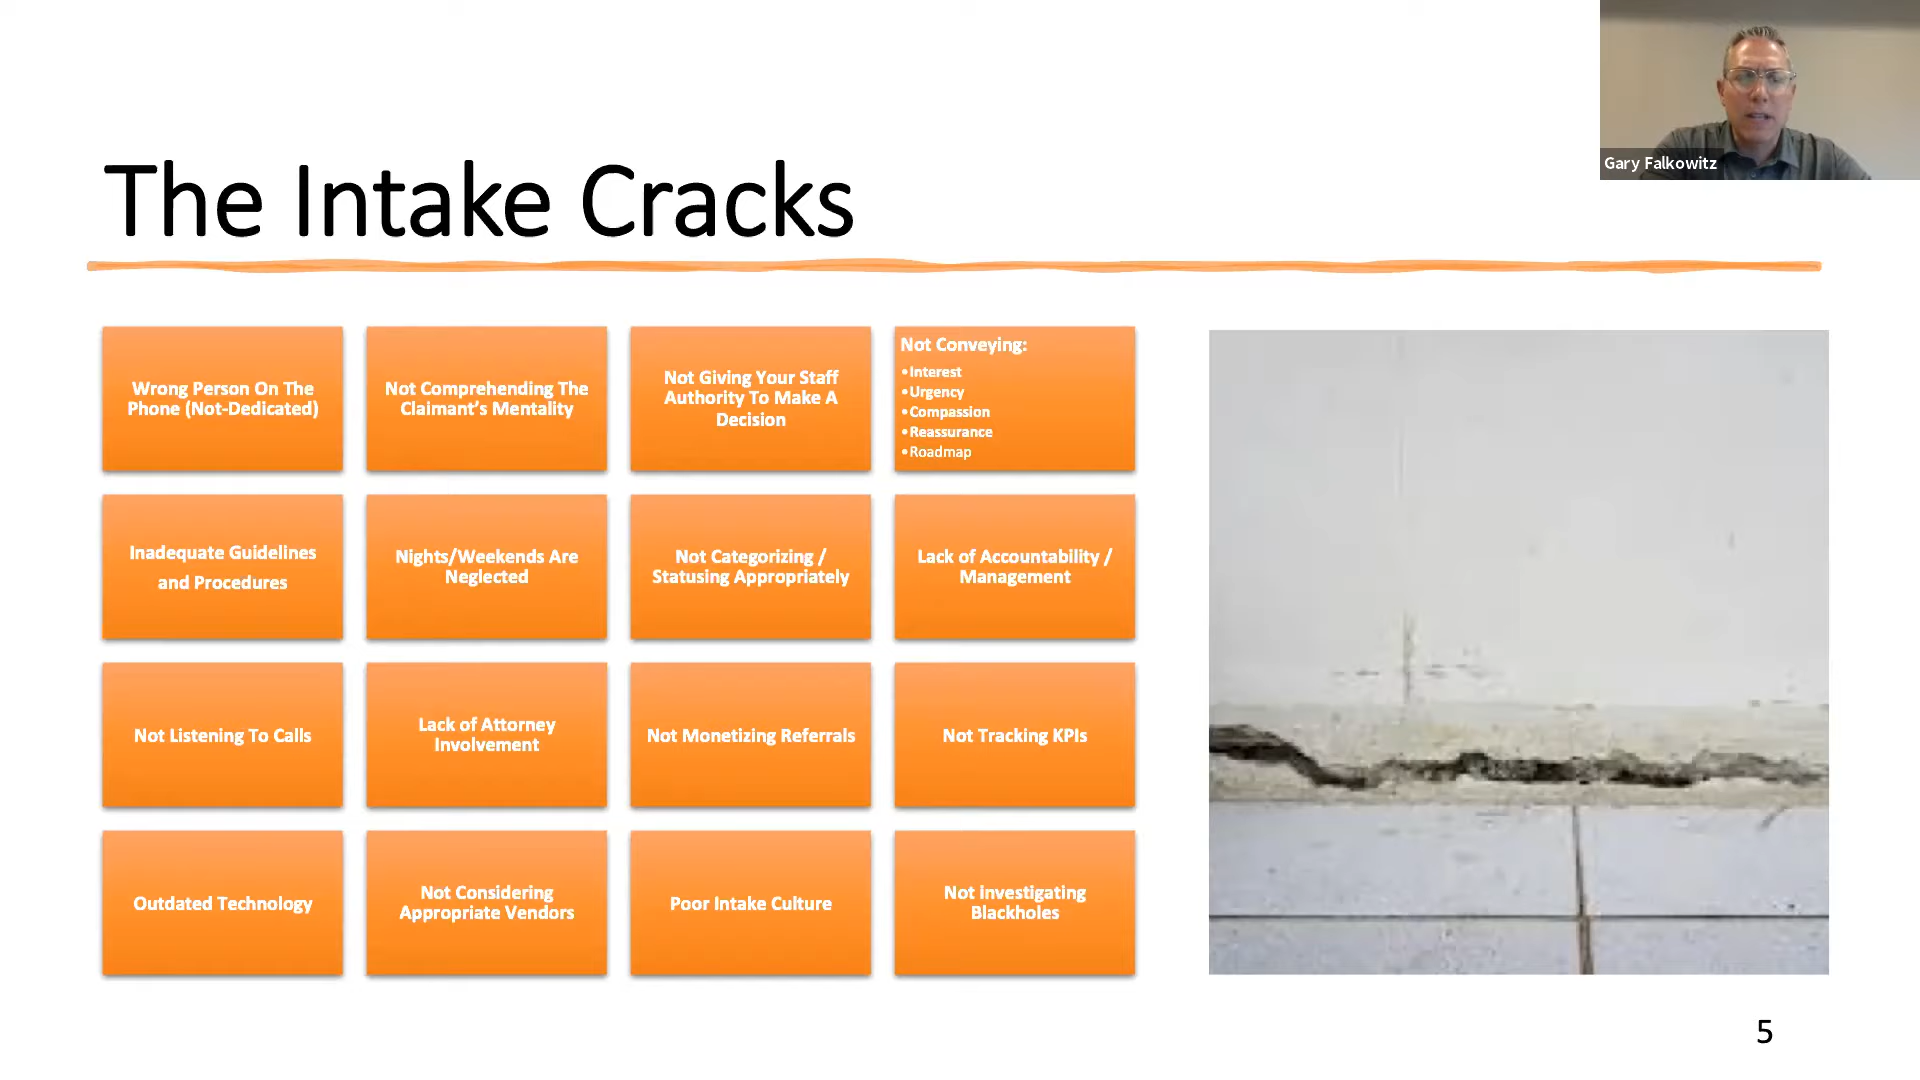 Gary Falkowitz
The Intake Cracks
Wrong Person On The
Phone (Not-Dedicated)
Not Comprehending The
Claimant's Mentality
Not Giving Your Staff
Authority To Make A
Decision
Not Conveying:
•Interest
•Urgency
•Compassion
•Reassurance
•Roadmap
Inadequate Guidelines
and Procedures
Nights/Weekends Are
Neglected
Not Categorizing /
Statusing Appropriately
Lack of Accountability /
Management
Not Listening To Calls
Lack of Attorney
Involvement
Not Monetizing Referrals
Not Tracking KPIs
Outdated Technology
Not Considering
Appropriate Vendors
Poor Intake Culture
Not investigating
Blackholes
5